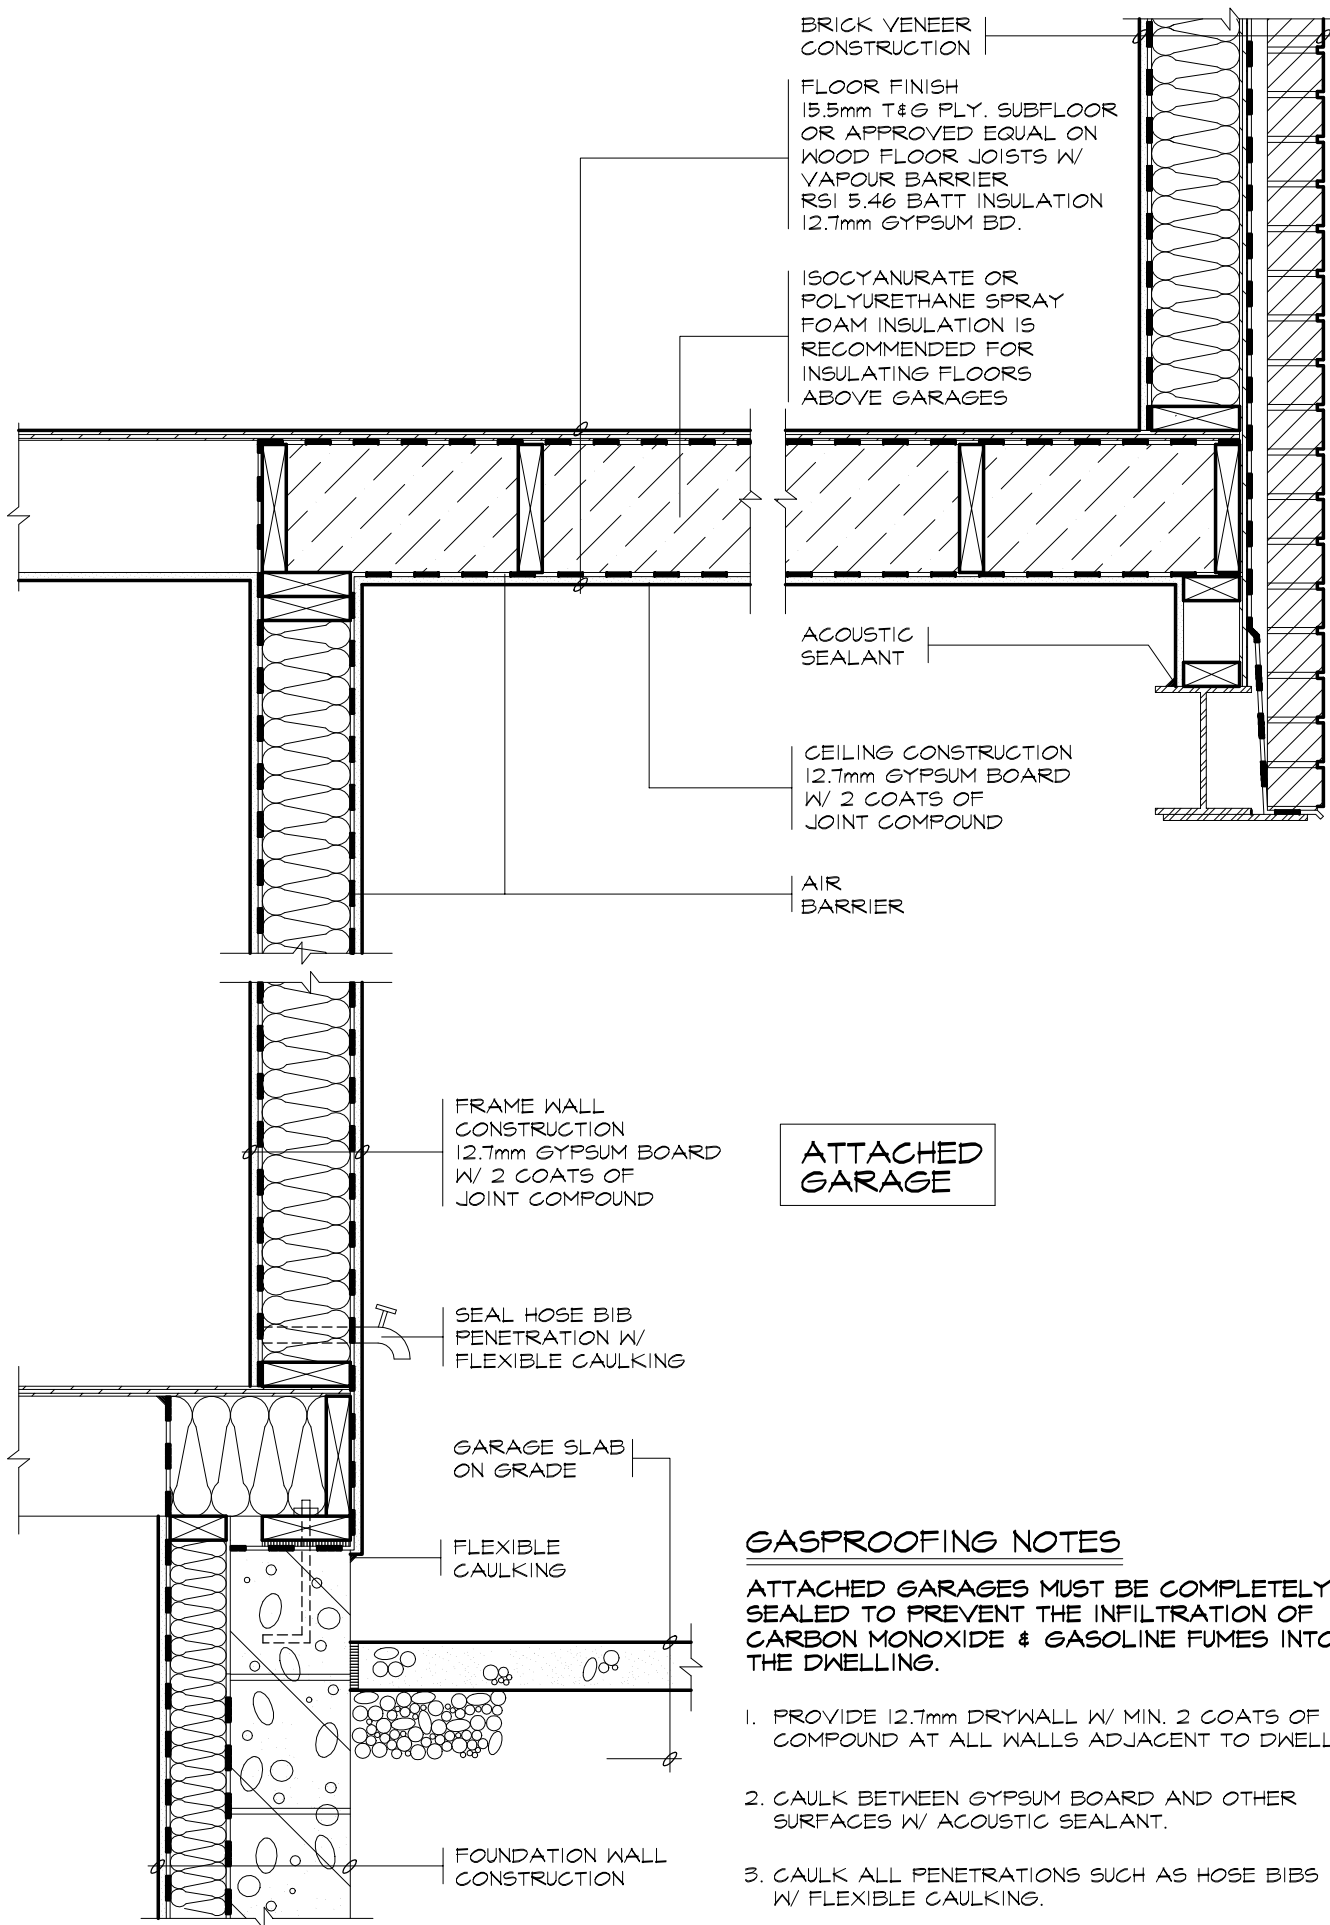 BRICK VENEER
CONSTRUCTION
FLOOR FINISH
15.5mm T&G PLY. SUBFLOOR
OR APPROVED EQUAL ON
WOOD FLOOR JOISTS W/
VAPOUR BARRIER
RSI 5.46 BATT INSULATION
12.7mm GYPSUM BD.
ISOCYANURATE OR
POLYURETHANE SPRAY
FOAM INSULATION IS
RECOMMENDED FOR
INSULATING FLOORS
ABOVE GARAGES
ACOUSTIC
SEALANT
CEILING CONSTRUCTION
12.7mm GYPSUM BOARD
W/ 2 COATS OF
JOINT COMPOUND
AIR
BARRIER
FRAME WALL
CONSTRUCTION
12.7mm GYPSUM BOARD
W/ 2 COATS OF
JOINT COMPOUND
ATTACHED
GARAGE
SEAL HOSE BIB
PENETRATION W/
FLEXIBLE CAULKING
GARAGE SLAB
ON GRADE
FLEXIBLE
CAULKING
FOUNDATION WALL
CONSTRUCTION
GASPROOFING NOTES
ATTACHED GARAGES MUST BE COMPLETELY
SEALED TO PREVENT THE INFILTRATION OF
CARBON MONOXIDE & GASOLINE FUMES INTO
THE DWELLING.
1. PROVIDE 12.7mm DRYWALL W/ MIN. 2 COATS OF
COMPOUND AT ALL WALLS ADJACENT TO DWELL
2. CAULK BETWEEN GYPSUM BOARD AND OTHER
SURFACES W/ ACOUSTIC SEALANT.
3. CAULK ALL PENETRATIONS SUCH AS HOSE BIBS
W/ FLEXIBLE CAULKING.